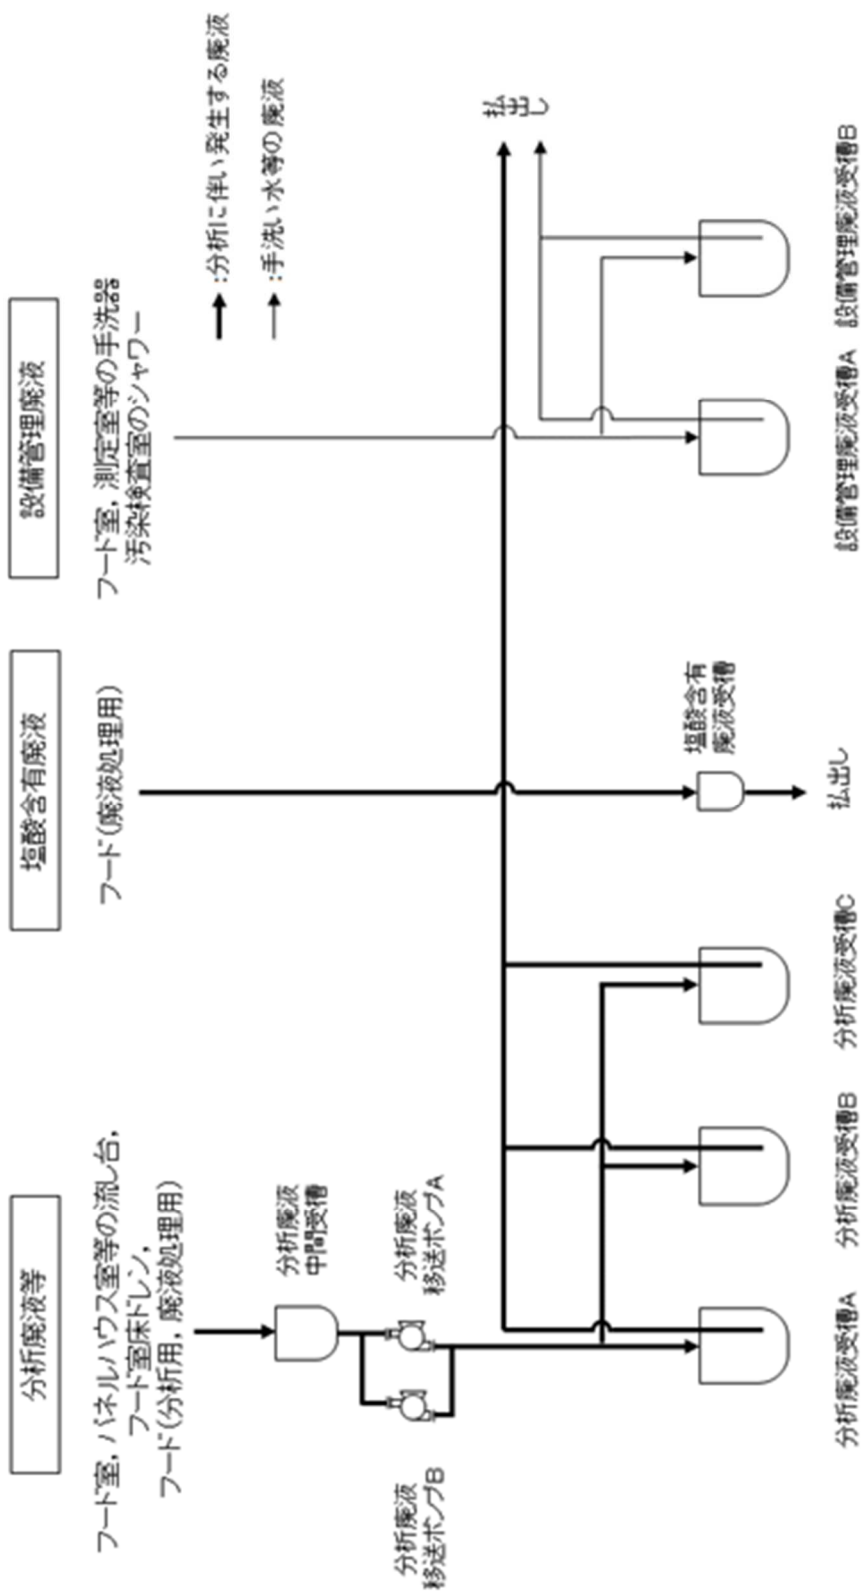 分析廃液等
フード室，パネルハウス室等の流し台，
フード室床ドレン，
フード（分析用，廃液処理用）
分析廃液
中間受槽
分析廃液
移送ポンプB
分析廃液
移送ポンプA
分析廃液受槽A
分析廃液受槽B
分析廃液受槽C
塩酸含有廃液
フード（廃液処理用）
塩酸含有
廃液受槽
払出し
設備管理廃液
フード室，測定室等の手洗器
汚染検査室のシャワー
：分析に伴い発生する廃液
：手洗い水等の廃液
払出し
設備管理廃液受槽A
設備管理廃液受槽B